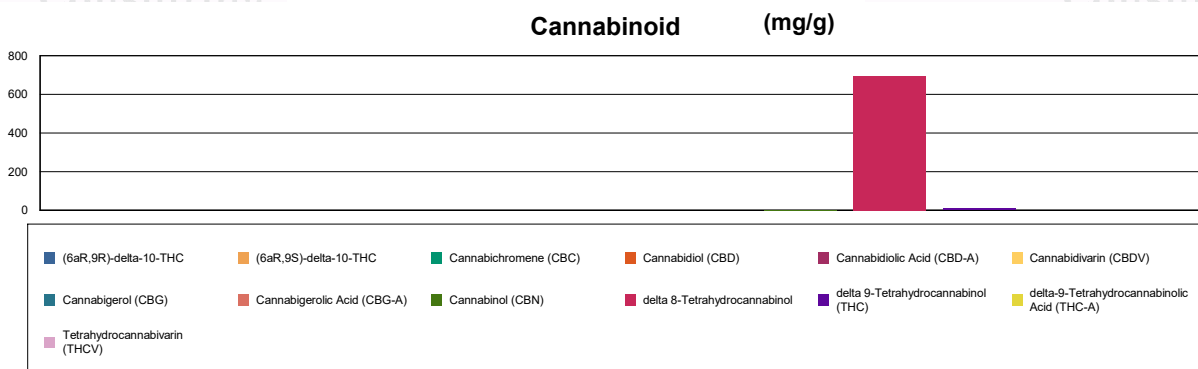 Cannabinoid (mg/g)
800
600
400
200
0
(6aR,9R)-delta-10-THC (6aR,9S)-delta-10-THC Cannabichromene (CBC) Cannabidiol (CBD) Cannabidiolic Acid (CBD-A) Cannabidivarin (CBDV)
Cannabigerol (CBG) Cannabigerolic Acid (CBG-A) Cannabinol (CBN) delta 8-Tetrahydrocannabinol delta 9-Tetrahydrocannabinol
(THC) delta-9-Tetrahydrocannabinolic
Acid (THC-A)
Tetrahydrocannabivarin
(THCV)